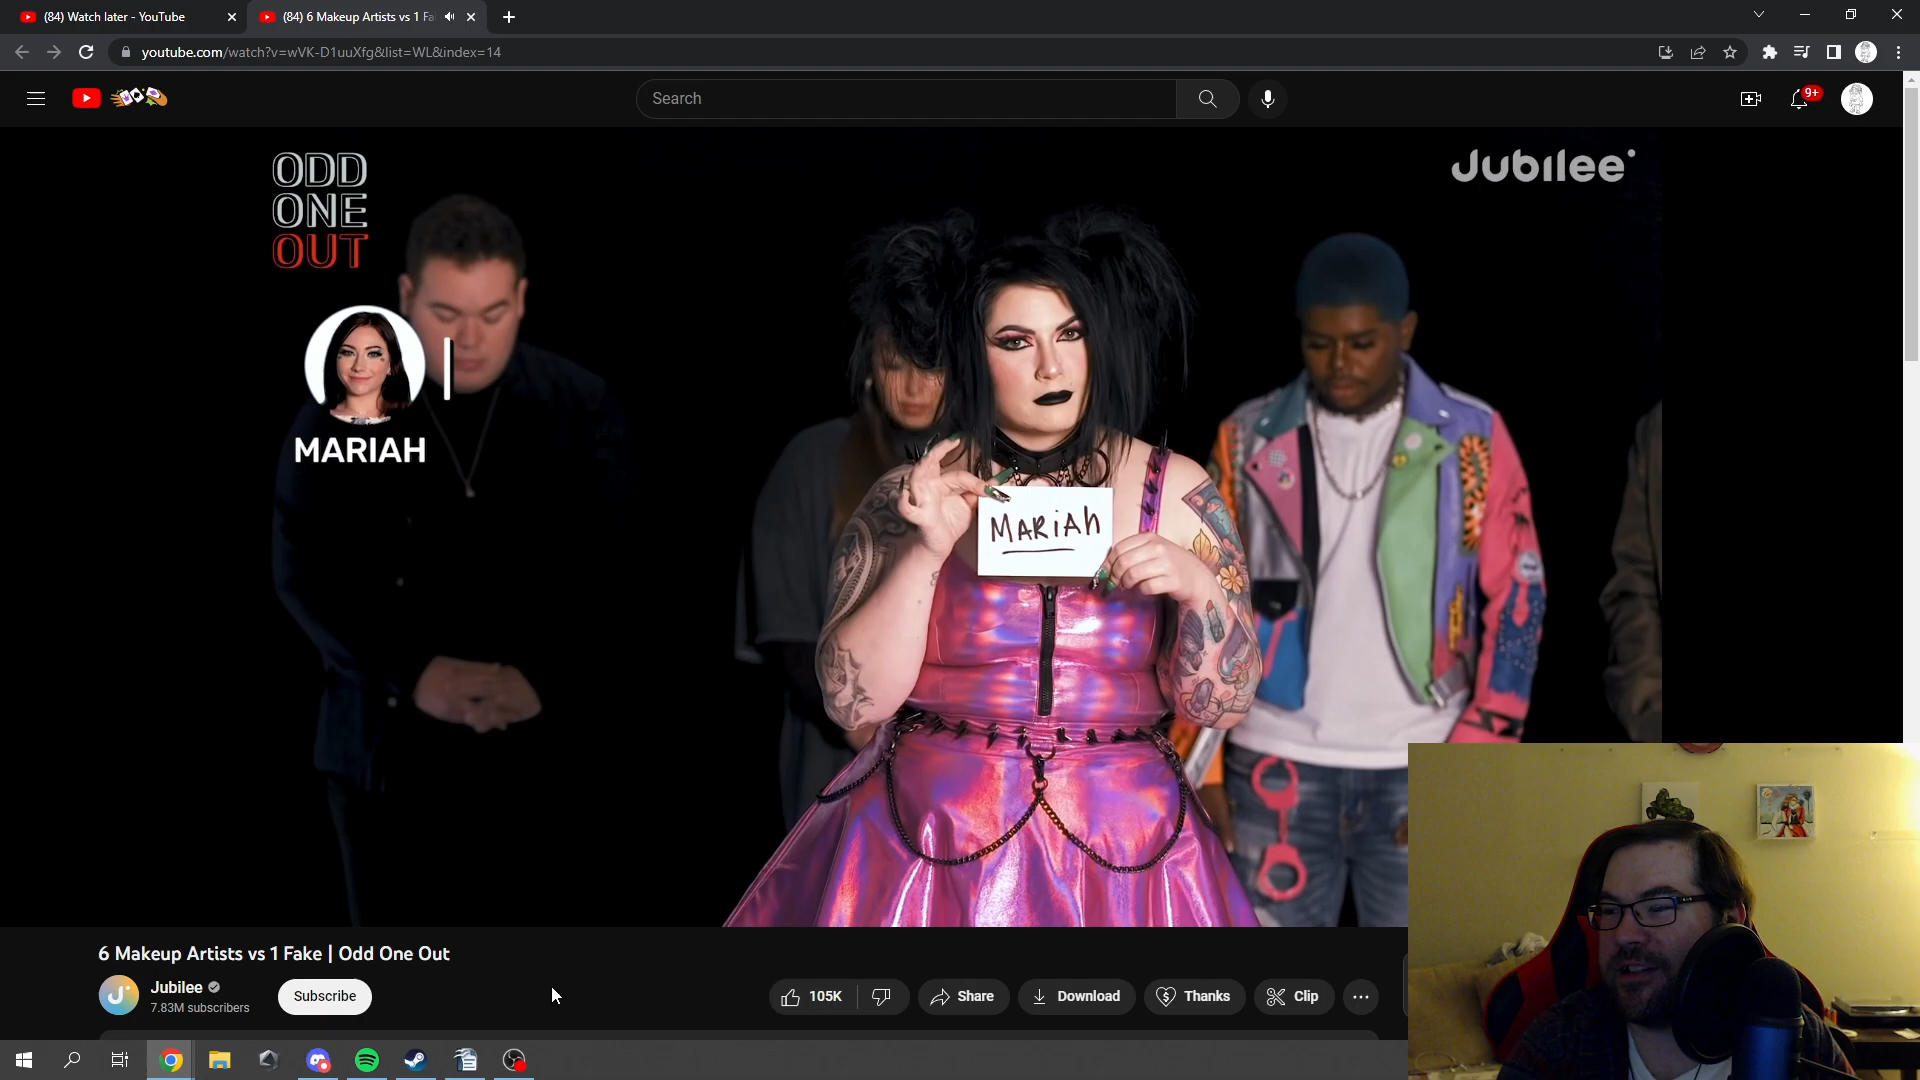 (84) Watch later - YouTube
(84) 6 Makeup Artists vs 1 Fa
youtube.com/watch?v=wVK-D1uuXfg&list=WL&index=14
Search
9+
ODD
ONE
OUT
Jubilee
MARIAH
MARiAh
6 Makeup Artists vs 1 Fake | Odd One Out
Jubilee
7.83M subscribers
Subscribe
105K
Share
Download
Thanks
Clip